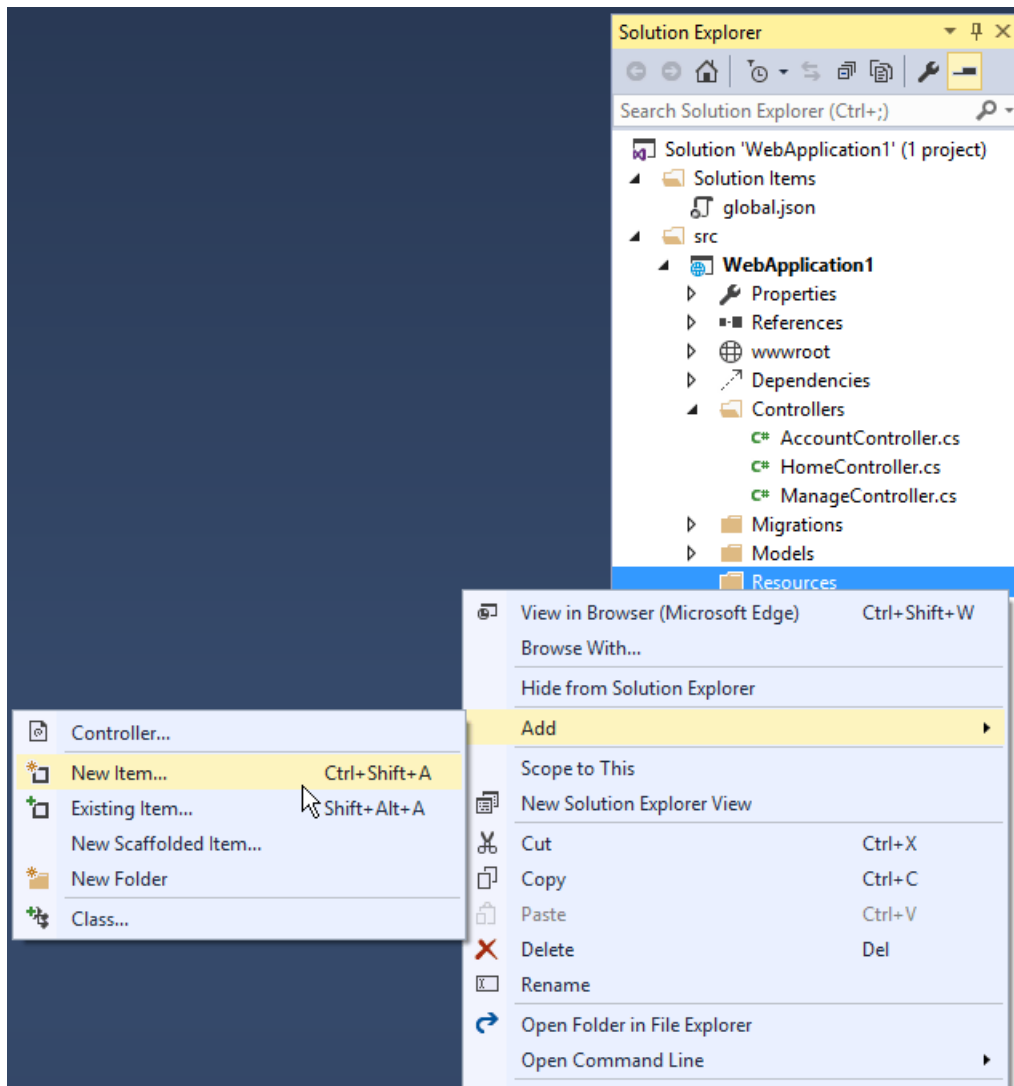 Solution Explorer
Search Solution Explorer (Ctrl+;)
Solution 'WebApplication1' (1 project)
Solution Items
global.json
src
WebApplication1
Properties
References
wwwroot
Dependencies
Controllers
C# AccountController.cs
C# HomeController.cs
C# ManageController.cs
Migrations
Models
Resources
View in Browser (Microsoft Edge) Ctrl+Shift+W
Browse With...
Hide from Solution Explorer
Add
Scope to This
New Solution Explorer View
Cut Ctrl+X
Copy Ctrl+C
Paste Ctrl+V
Delete Del
Rename
Open Folder in File Explorer
Open Command Line
Controller...
New Item... Ctrl+Shift+A
Existing Item... Shift+Alt+A
New Scaffolded Item...
New Folder
Class...